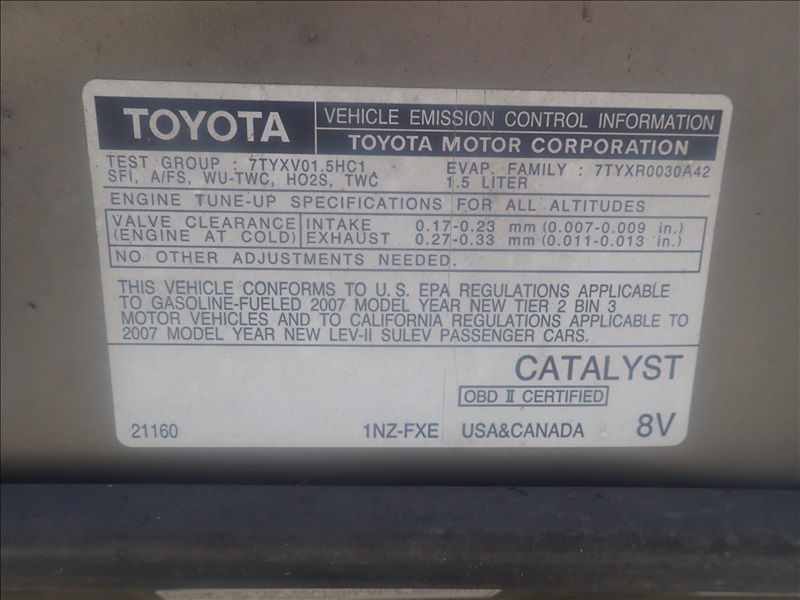 TOYOTA
VEHICLE EMISSION CONTROL INFORMATION
TOYOTA MOTOR CORPORATION
TEST GROUP : 7TYXV01.5HC1 EVAP. FAMILY : 7TYXR0030A42
SFI, A/FS, WU-TWC, HO2S, TWC 1.5 LITER
ENGINE TUNE-UP SPECIFICATIONS FOR ALL ALTITUDES
VALVE CLEARANCE INTAKE 0.17-0.23 mm (0.007-0.009 in.)
(ENGINE AT COLD) EXHAUST 0.27-0.33 mm (0.011-0.013 in.)
NO OTHER ADJUSTMENTS NEEDED.
THIS VEHICLE CONFORMS TO U.S. EPA REGULATIONS APPLICABLE
TO GASOLINE-FUELED 2007 MODEL YEAR NEW TIER 2 BIN 3
MOTOR VEHICLES AND TO CALIFORNIA REGULATIONS APPLICABLE TO
2007 MODEL YEAR NEW LEV-II SULEV PASSENGER CARS.
CATALYST
OBD II CERTIFIED
21160 1NZ-FXE USA&CANADA 8V